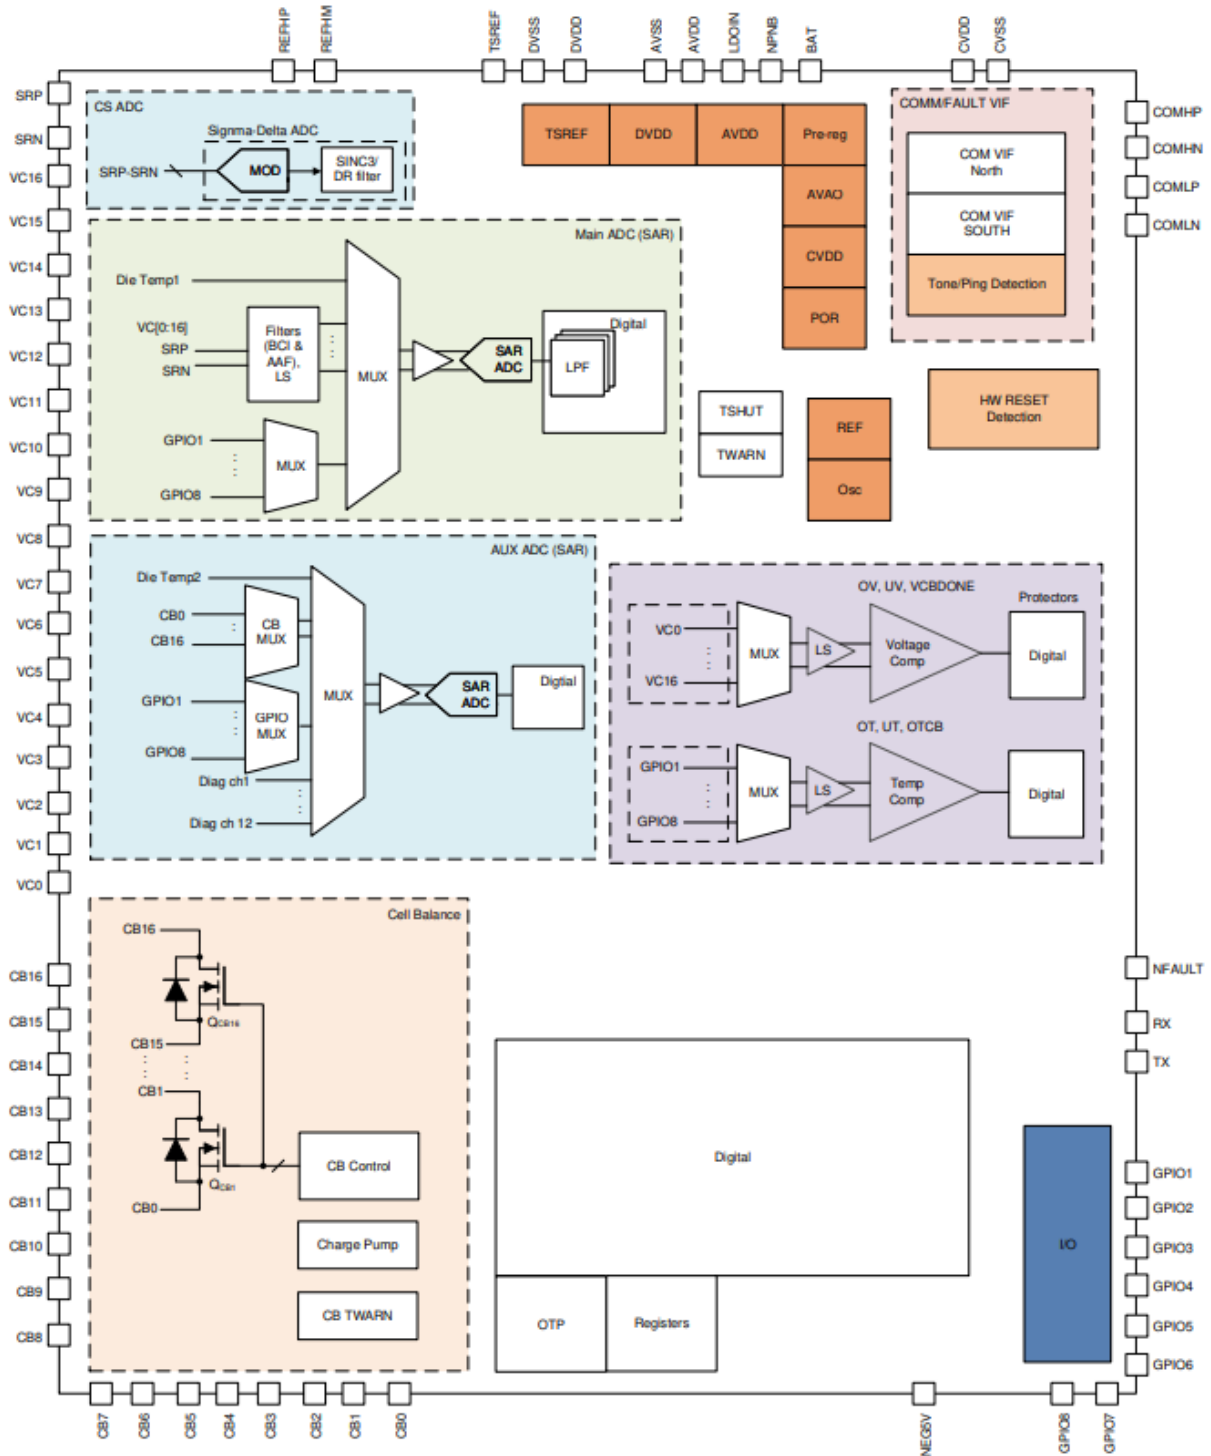 REFHP
REFHM
TSREF
DVSS
DVDD
AVSS
AVDD
LDOIN
NPNB
BAT
CVDD
CVSS
SRP
SRN
VC16
VC15
VC14
VC13
VC12
VC11
VC10
VC9
VC8
VC7
VC6
VC5
VC4
VC3
VC2
VC1
VC0
CB16
CB15
CB14
CB13
CB12
CB11
CB10
CB9
CB8
CS ADC
Signma-Delta ADC
SRP-SRN
MOD
SINC3/
DR filter
TSREF
DVDD
AVDD
Pre-reg
AVAO
CVDD
POR
COMM/FAULT VIF
COM VIF
North
COM VIF
SOUTH
Tone/Ping Detection
COMHP
COMHN
COMLP
COMLN
Main ADC (SAR)
Die Temp1
VC[0:16]
SRP
SRN
Filters
(BCI &
AAF),
LS
GPIO1
GPIO8
MUX
MUX
SAR
ADC
Digital
LPF
TSHUT
TWARN
REF
Osc
HW RESET
Detection
AUX ADC (SAR)
Die Temp2
CB0
CB16
CB
MUX
GPIO1
GPIO8
GPIO
MUX
Diag ch1
Diag ch 12
MUX
SAR
ADC
Digtial
OV, UV, VCBDONE
Protectors
VC0
VC16
MUX
LS
Voltage
Comp
Digital
OT, UT, OTCB
GPIO1
GPIO8
MUX
LS
Temp
Comp
Digital
Cell Balance
CB16
QCB16
CB15
CB1
QCB1
CB0
CB Control
Charge Pump
CB TWARN
Digital
OTP
Registers
I/O
NFAULT
RX
TX
GPIO1
GPIO2
GPIO3
GPIO4
GPIO5
GPIO6
CB7
CB6
CB5
CB4
CB3
CB2
CB1
CB0
NEG5V
GPIO8
GPIO7